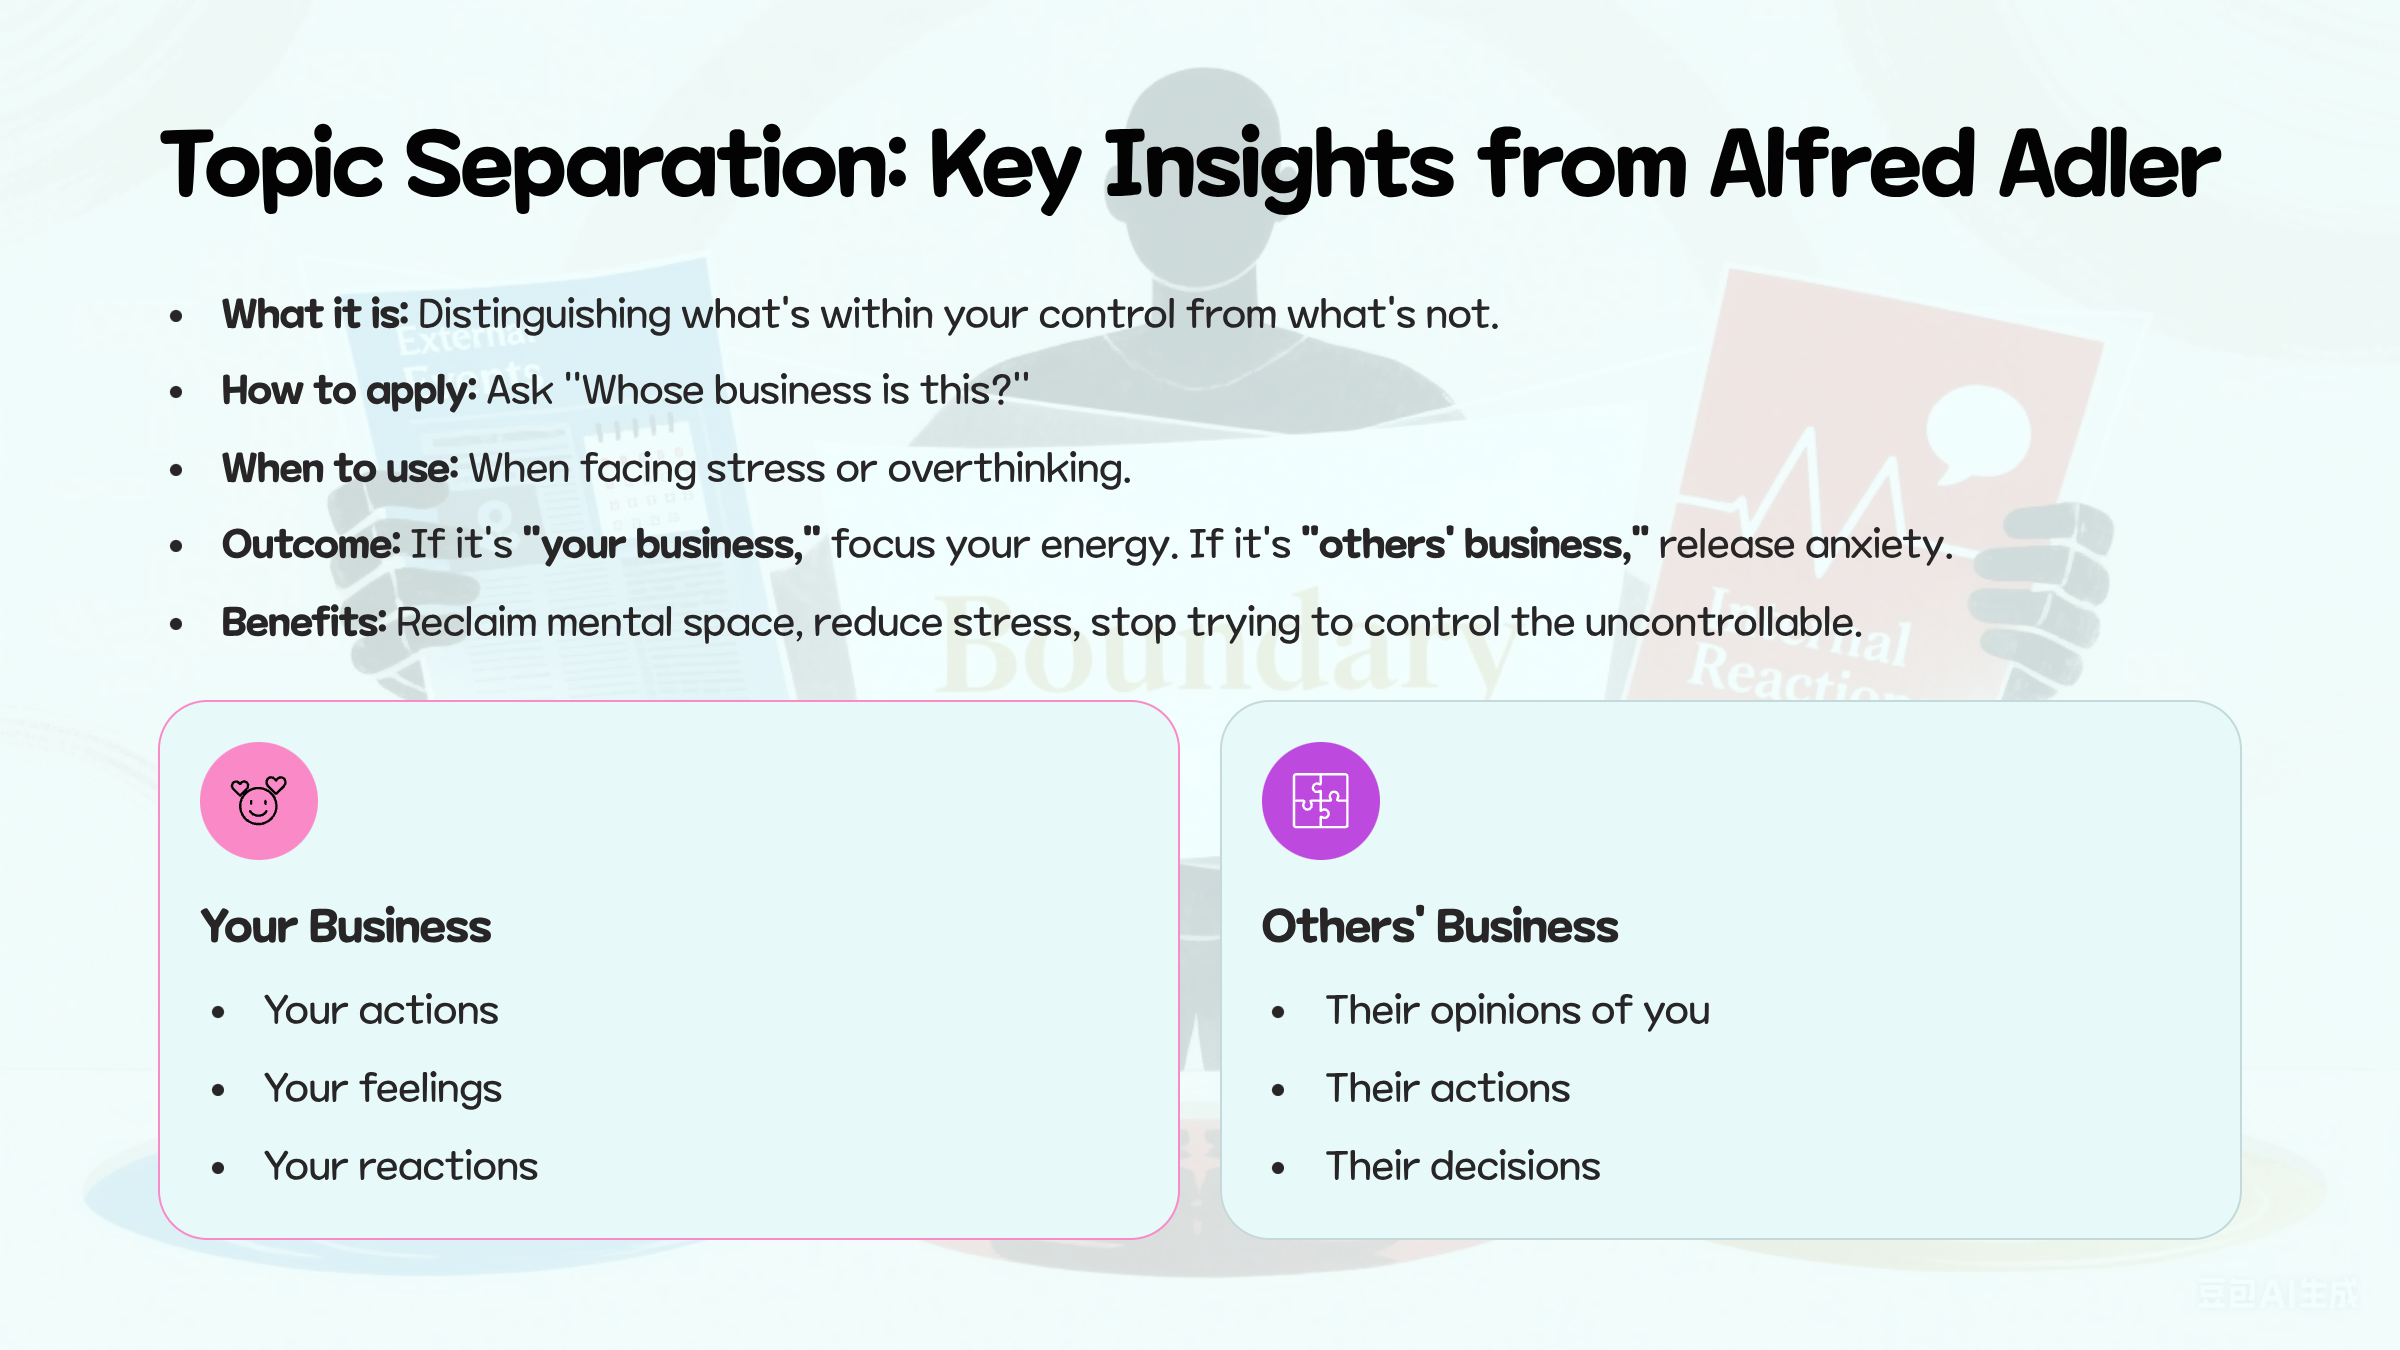 Topic Separation: Key Insights from Alfred Adler
• What it is: Distinguishing what's within your control from what's not.
• How to apply: Ask "Whose business is this?"
• When to use: When facing stress or overthinking.
• Outcome: If it's "your business," focus your energy. If it's "others' business," release anxiety.
• Benefits: Reclaim mental space, reduce stress, stop trying to control the uncontrollable.
External
Events
Boundary
Internal
Reaction
Your Business
• Your actions
• Your feelings
• Your reactions
Others' Business
• Their opinions of you
• Their actions
• Their decisions
豆包AI生成